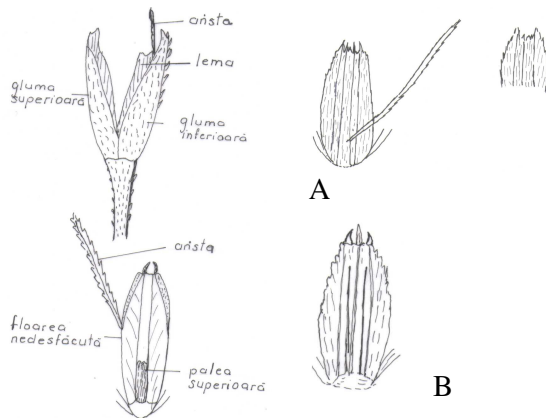 arista
lema
gluma
superioară
gluma
inferioară
A
arista
floarea
nedesfăcută
palea
superioară
B